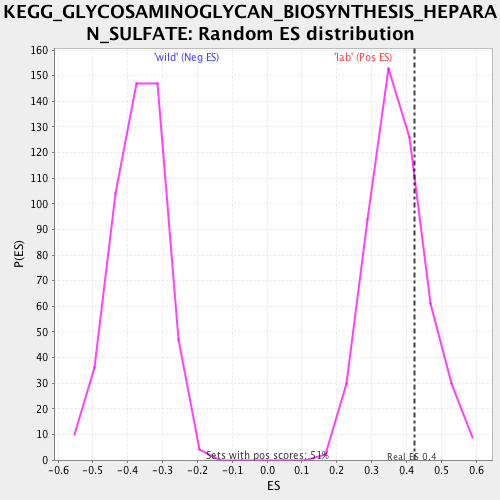 KEGG_GLYCOSAMINOGLYCAN_BIOSYNTHESIS_HEPARA
N_SULFATE: Random ES distribution
'wild' (Neg ES) 'lab' (Pos ES)
160
150
140
130
120
110
100
90
80
70
60
50
40
30
20
10
0
P(ES)
Sets with pos scores: 51%
Real ES 0.4
-0.6 -0.5 -0.4 -0.3 -0.2 -0.1 0.0 0.1 0.2 0.3 0.4 0.5 0.6
ES